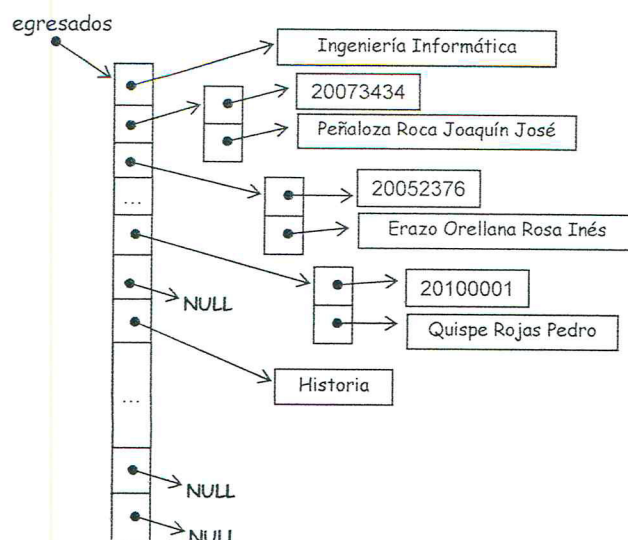 egresados
Ingeniería Informática
20073434
Peñaloza Roca Joaquín José
20052376
...
Erazo Orellana Rosa Inés
20100001
NULL
Quispe Rojas Pedro
Historia
...
NULL
NULL